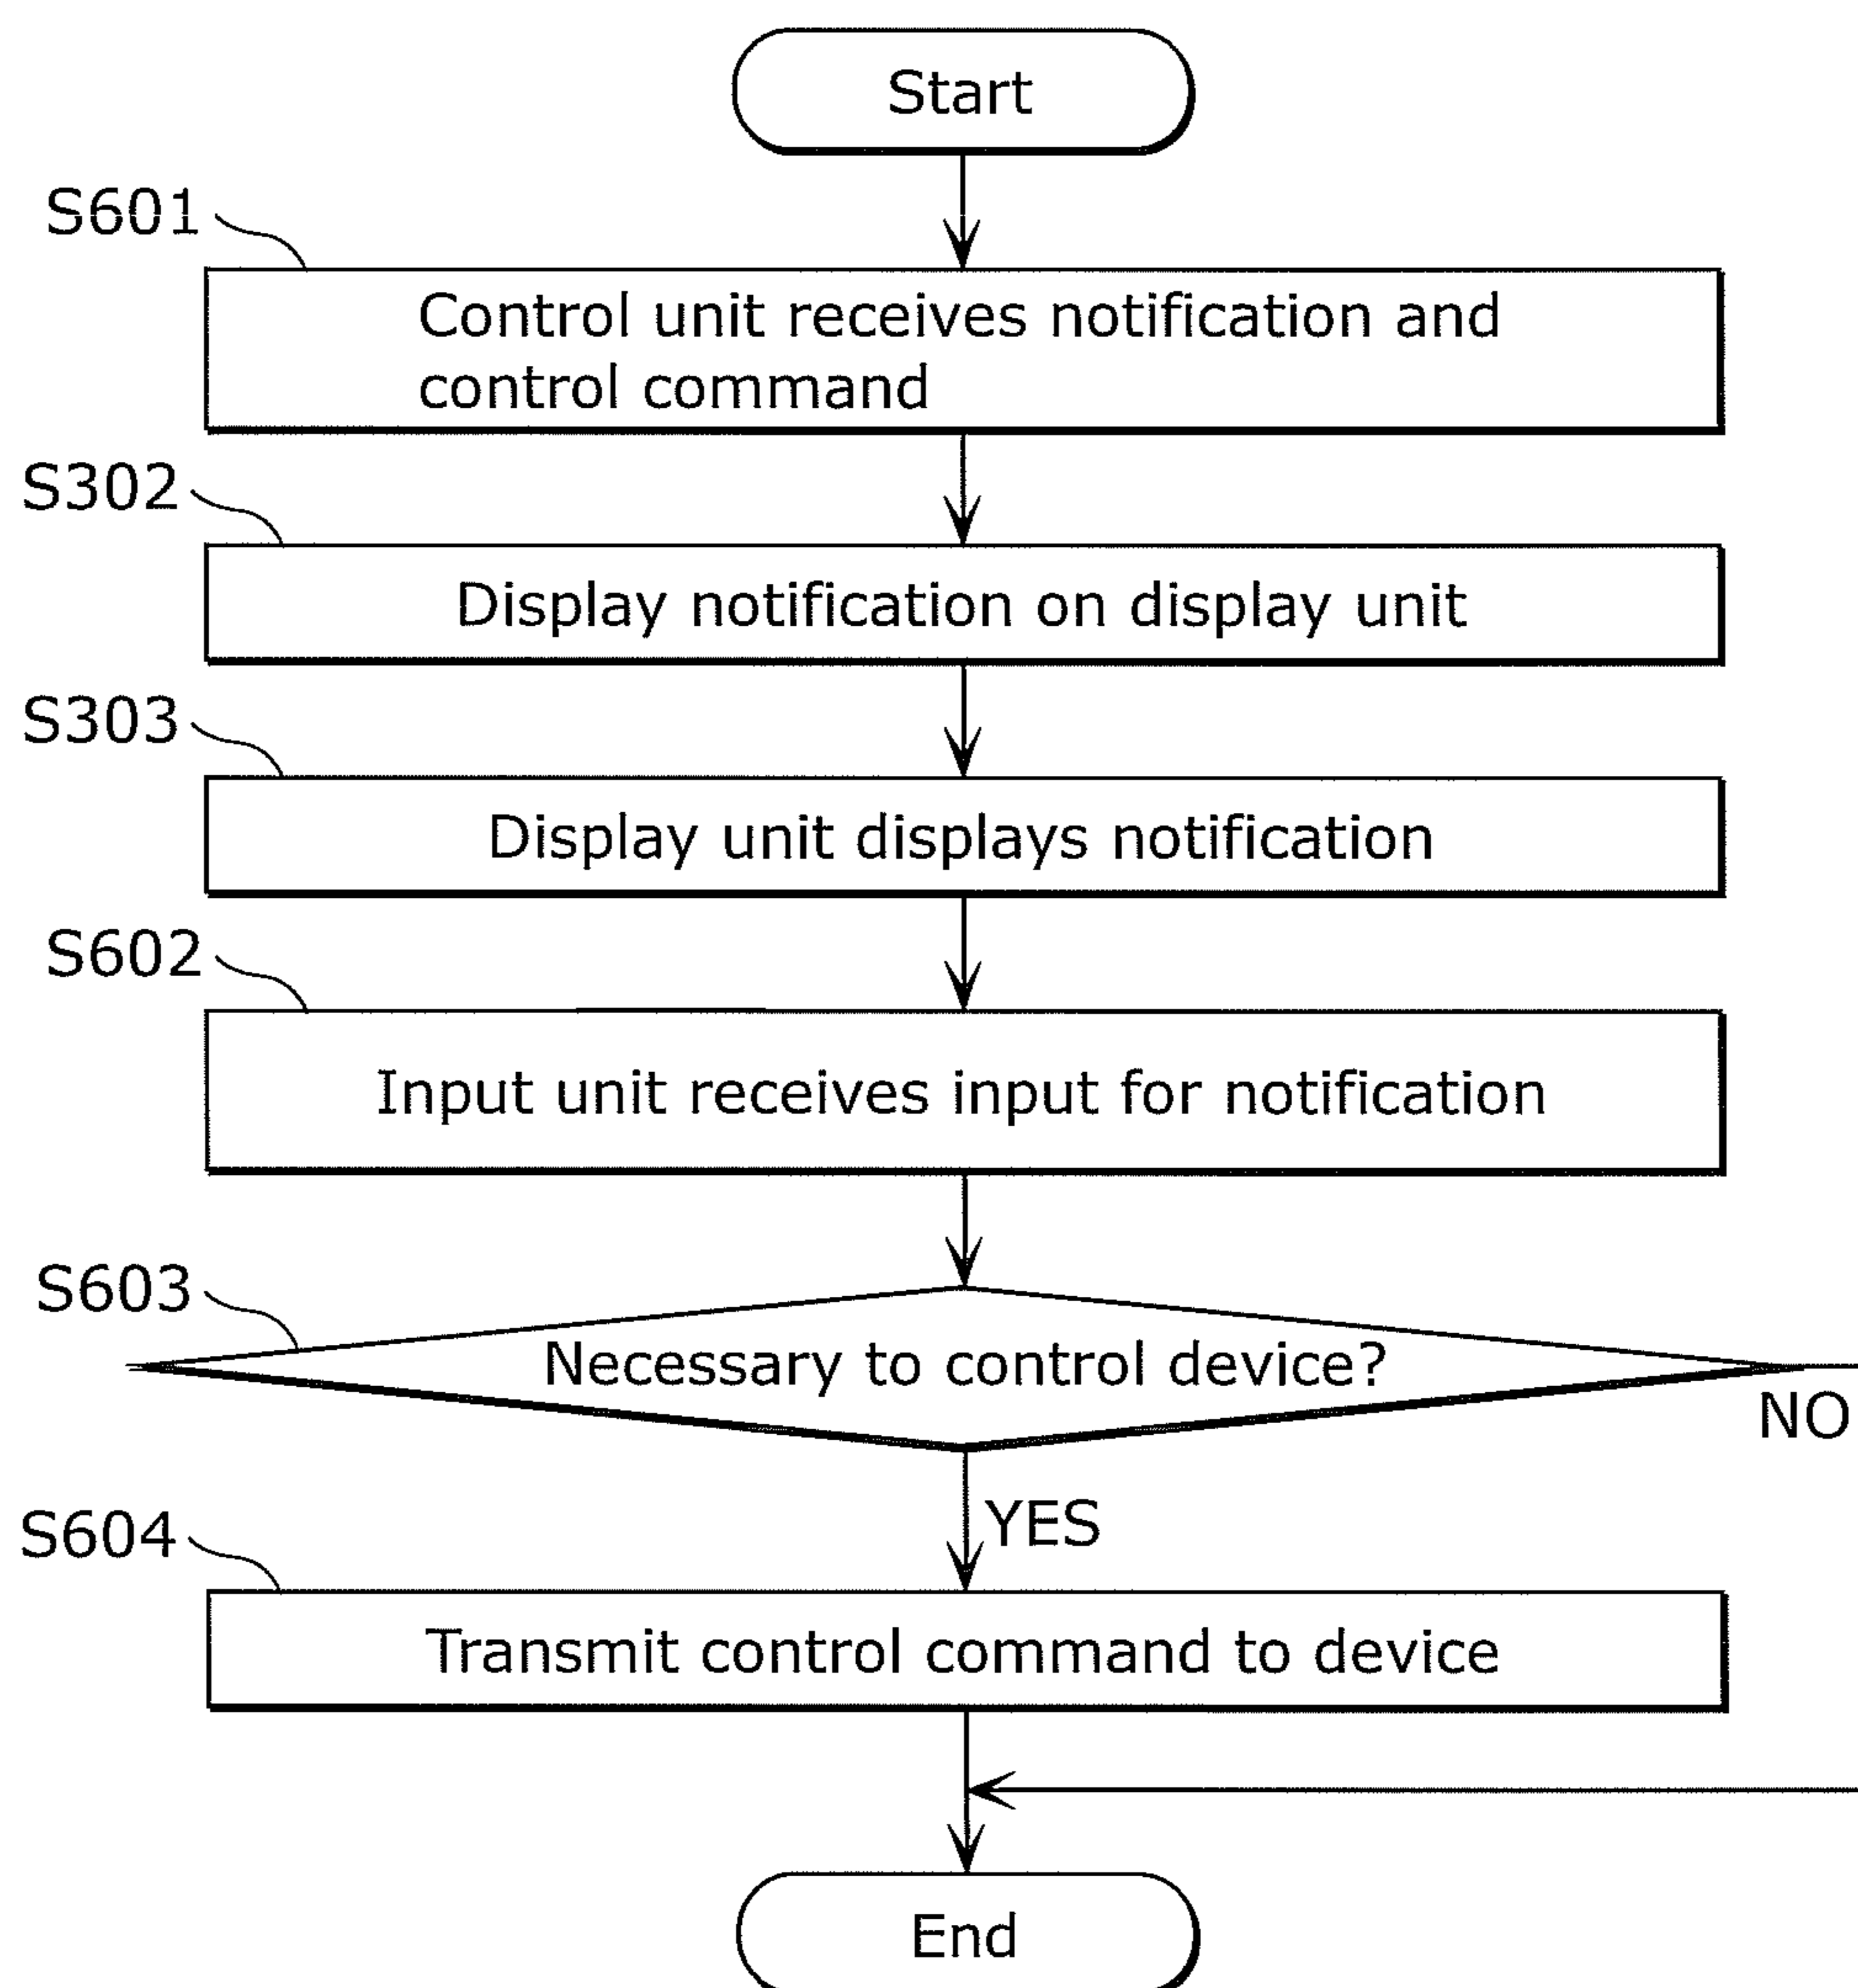 Start
S601
Control unit receives notification and
control command
S302
Display notification on display unit
S303
Display unit displays notification
S602
Input unit receives input for notification
S603
Necessary to control device?
NO
YES
S604
Transmit control command to device
End